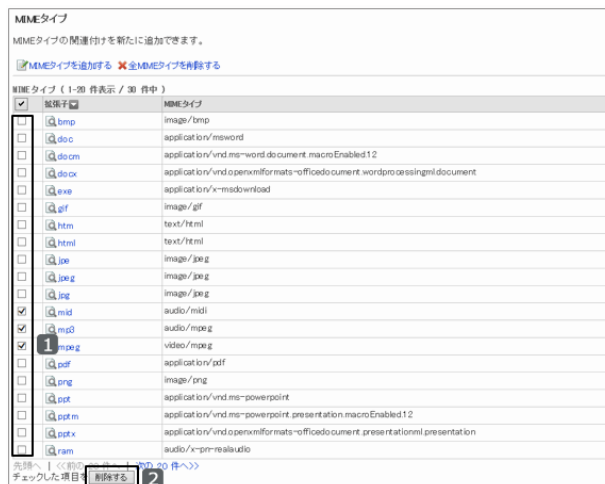 MIMEタイプ
MIMEタイプの関連付けを新たに追加できます。
MIMEタイプを追加する 全MIMEタイプを削除する
MIMEタイプ ( 1-20 件表示 / 30 件中 )
拡張子 MIMEタイプ
bmp image/bmp
doc application/msword
docm application/vnd.ms-word.document.macroEnabled.12
docx application/vnd.openxmlformats-officedocument.wordprocessingml.document
exe application/x-msdownload
gif image/gif
htm text/html
html text/html
jpe image/jpeg
jpeg image/jpeg
jpg image/jpeg
mid audio/midi
mp3 audio/mpeg
1 mpeg video/mpeg
pdf application/pdf
png image/png
ppt application/vnd.ms-powerpoint
pptm application/vnd.ms-powerpoint.presentation.macroEnabled.12
pptx application/vnd.openxmlformats-officedocument.presentationml.presentation
ram audio/x-pn-realaudio
先頭へ | <<前の 20 件へ | 次の 20 件へ>>
チェックした項目を 削除する 2